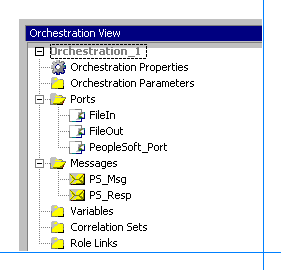 Orchestration View
Orchestration_1
Orchestration Properties
Orchestration Parameters
Ports
FileIn
FileOut
PeopleSoft_Port
Messages
PS_Msg
PS_Resp
Variables
Correlation Sets
Role Links